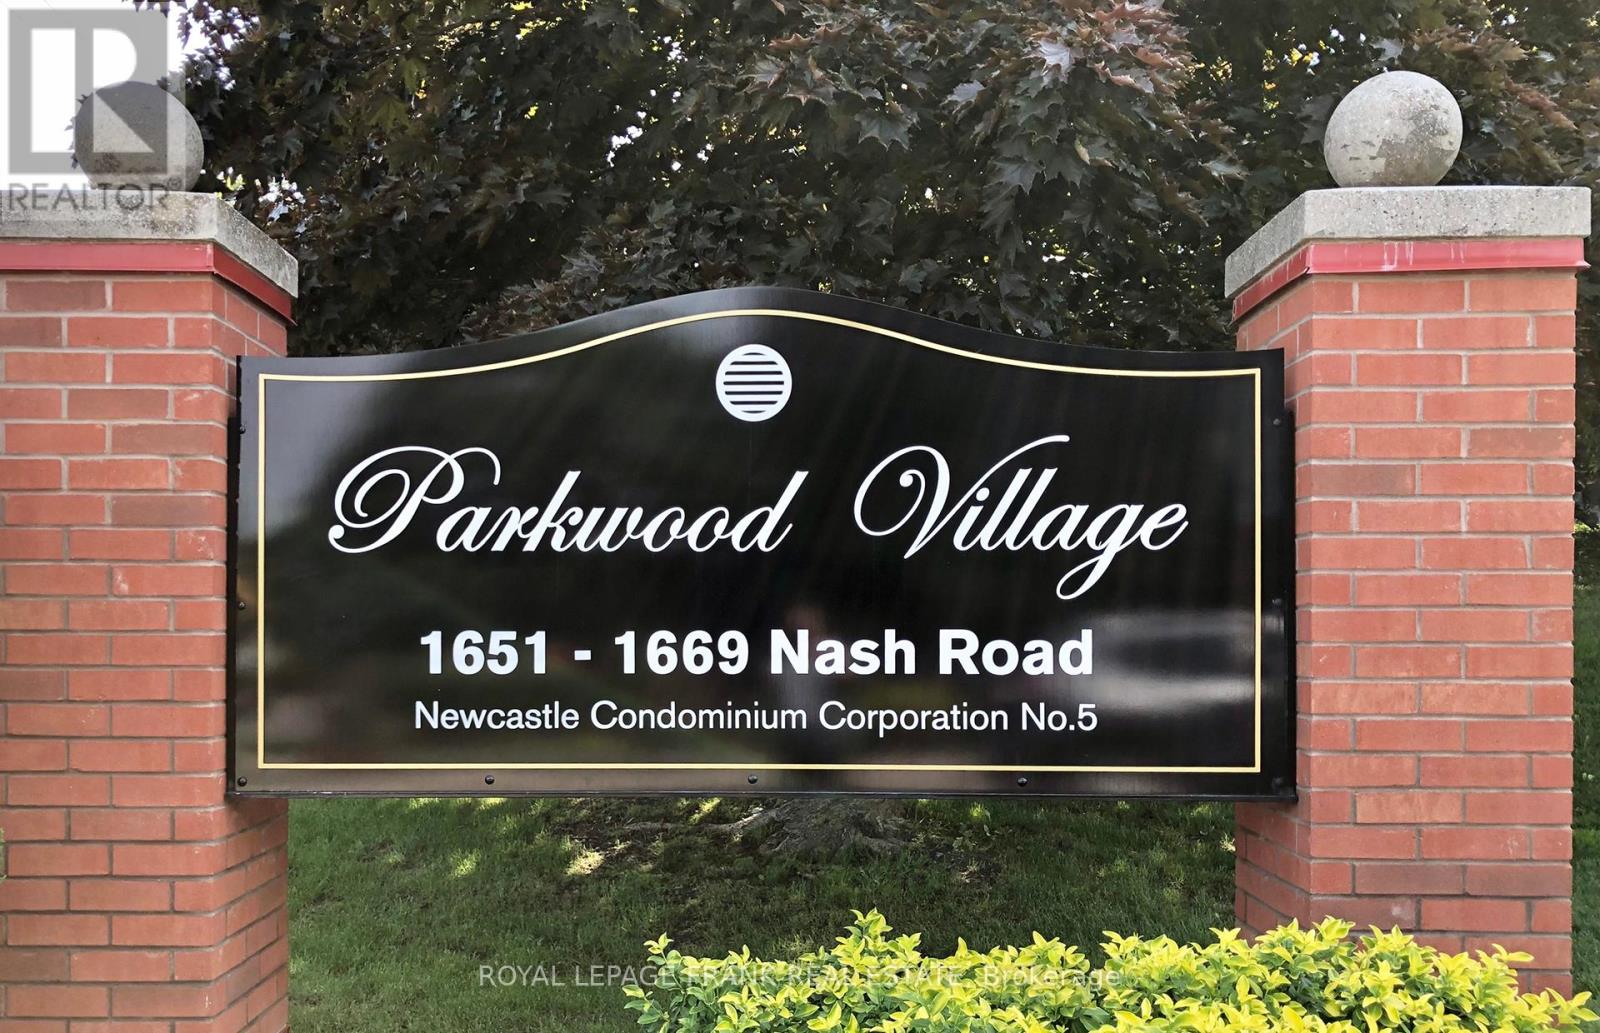 REALTOR
Parkwood Village
1651 - 1669 Nash Road
Newcastle Condominium Corporation No.5
ROYAL LEPAGE FRANK REAL ESTATE, Brokerage